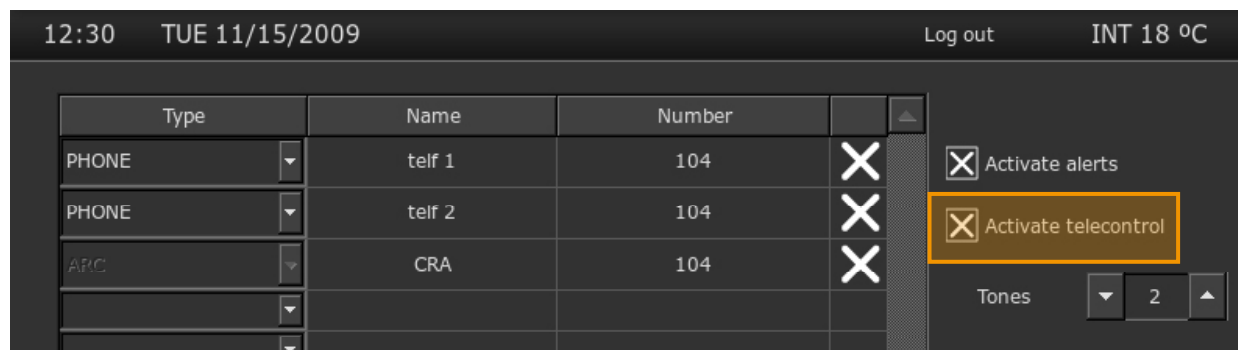 12:30 TUE 11/15/2009 Log out INT 18 ºC
Type Name Number
PHONE telf 1 104 Activate alerts
PHONE telf 2 104 Activate telecontrol
ARC CRA 104
Tones 2